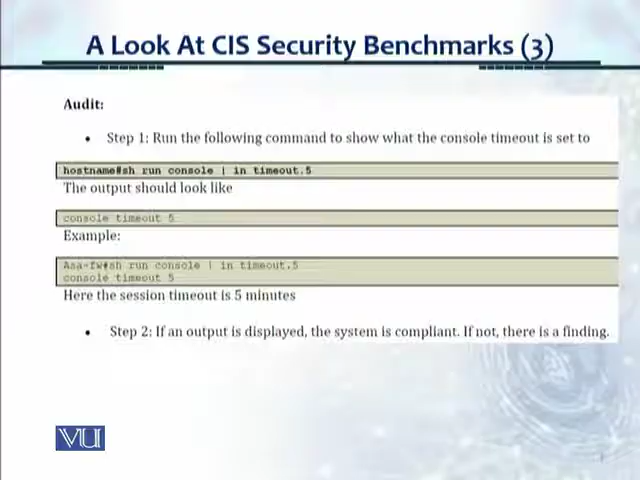 A Look At CIS Security Benchmarks (3)
Audit:
• Step 1: Run the following command to show what the console timeout is set to
hostname#sh run console | in timeout.5
The output should look like
console timeout 5
Example:
Asa-fw#sh run console | in timeout.5
console timeout 5
Here the session timeout is 5 minutes
• Step 2: If an output is displayed, the system is compliant. If not, there is a finding.
VU